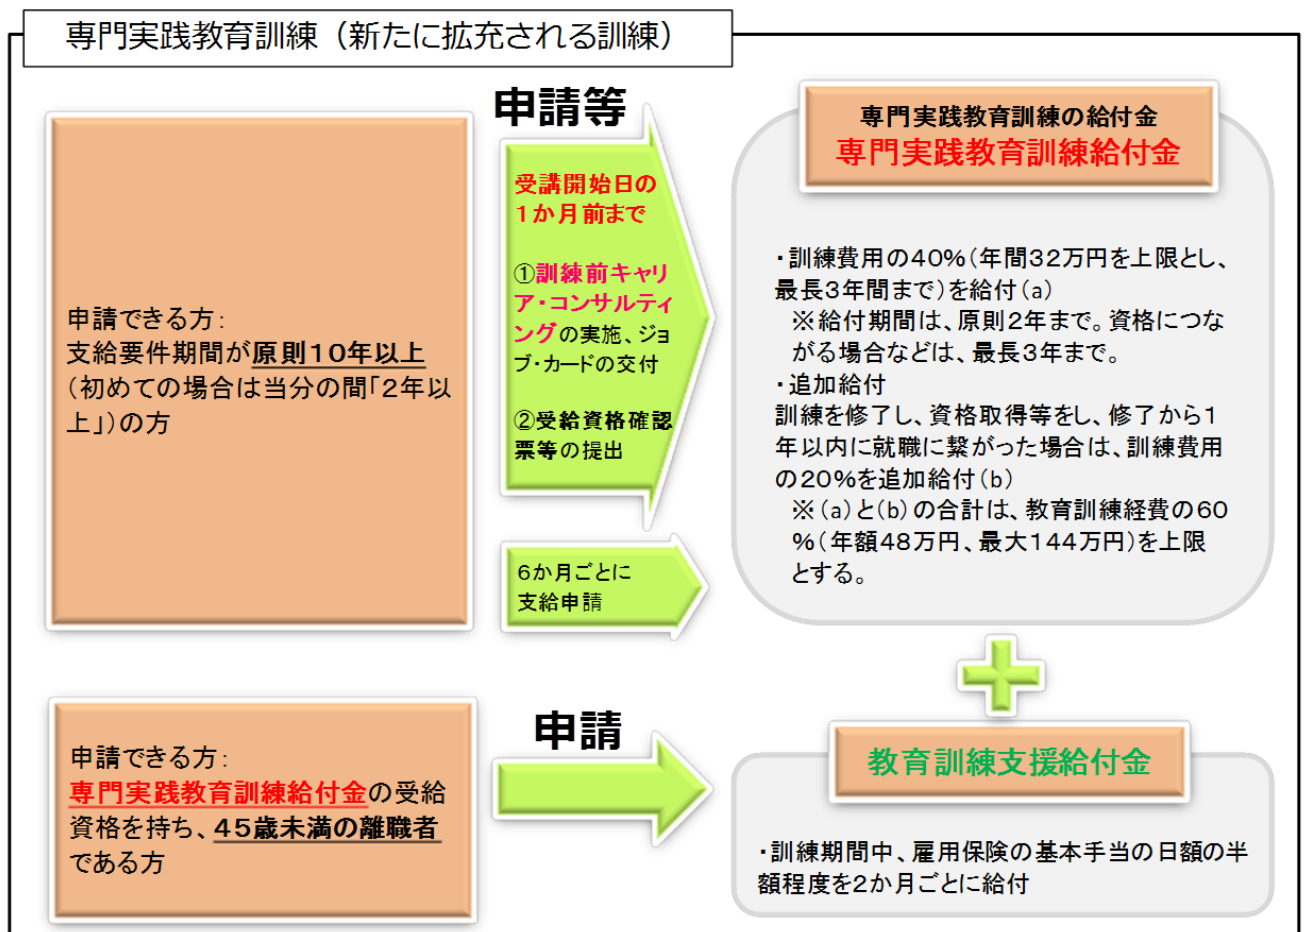 専門実践教育訓練（新たに拡充される訓練）
申請できる方：
支給要件期間が原則１０年以上
（初めての場合は当分の間｢２年以
上｣）の方
申請等
受講開始日の
１か月前まで
①訓練前キャリ
ア・コンサルティ
ングの実施、ジョ
ブ・カードの交付
②受給資格確認
票等の提出
６か月ごとに
支給申請
専門実践教育訓練の給付金
専門実践教育訓練給付金
・訓練費用の４０％（年間３２万円を上限とし、
最長３年間まで）を給付（a）
※給付期間は、原則２年まで。資格につな
がる場合などは、最長３年まで。
・追加給付
訓練を修了し、資格取得等をし、修了から１
年以内に就職に繋がった場合は、訓練費用
の２０％を追加給付（b）
※（a）と（b）の合計は、教育訓練経費の６０
％（年額４８万円、最大１４４万円）を上限
とする。
申請できる方：
専門実践教育訓練給付金の受給
資格を持ち、４５歳未満の離職者
である方
申請
教育訓練支援給付金
・訓練期間中、雇用保険の基本手当の日額の半
額程度を２か月ごとに給付